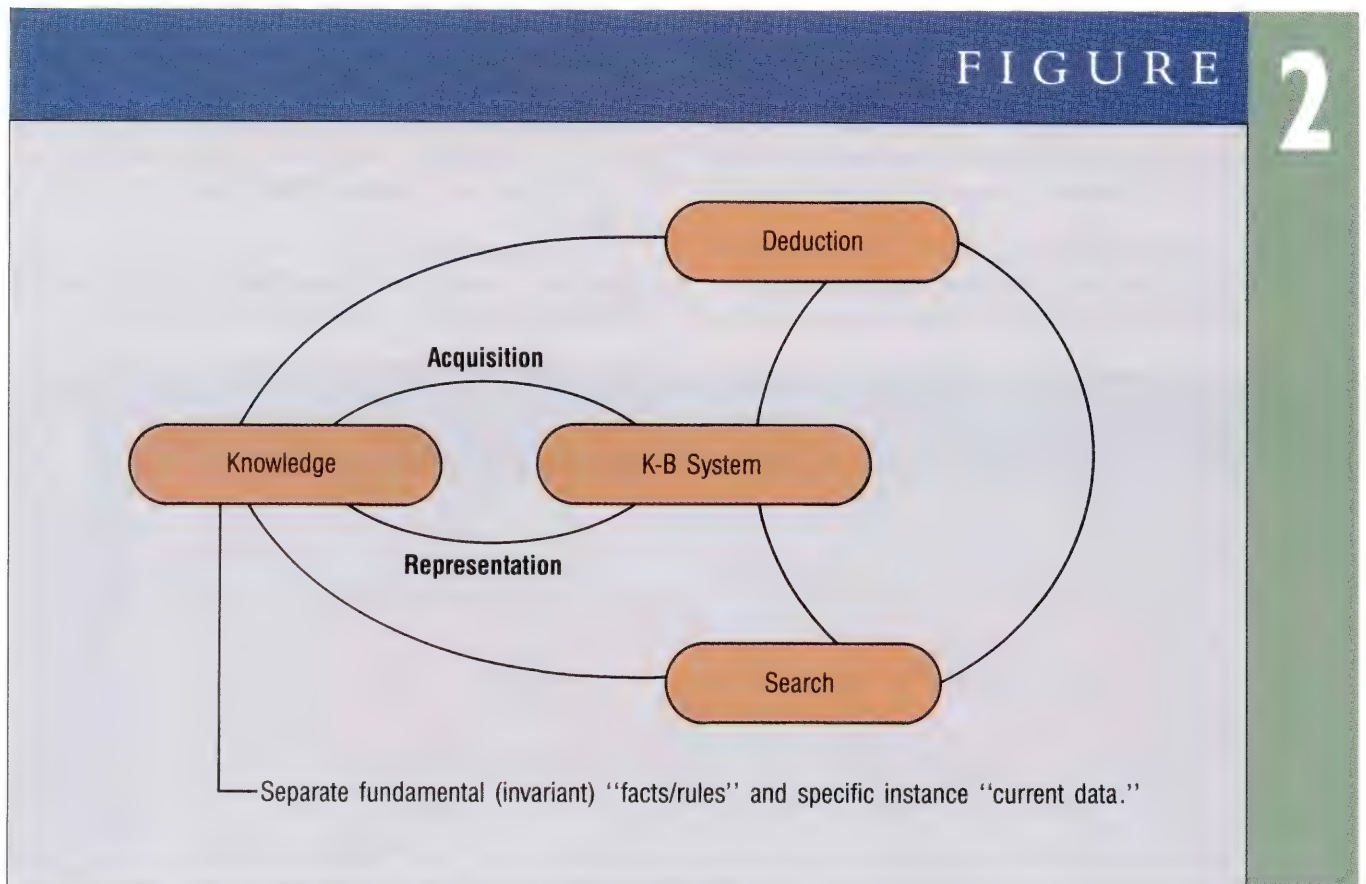 FIGURE 2
Deduction
Acquisition
Knowledge
K-B System
Representation
Search
Separate fundamental (invariant) ''facts/rules'' and specific instance ''current data.''